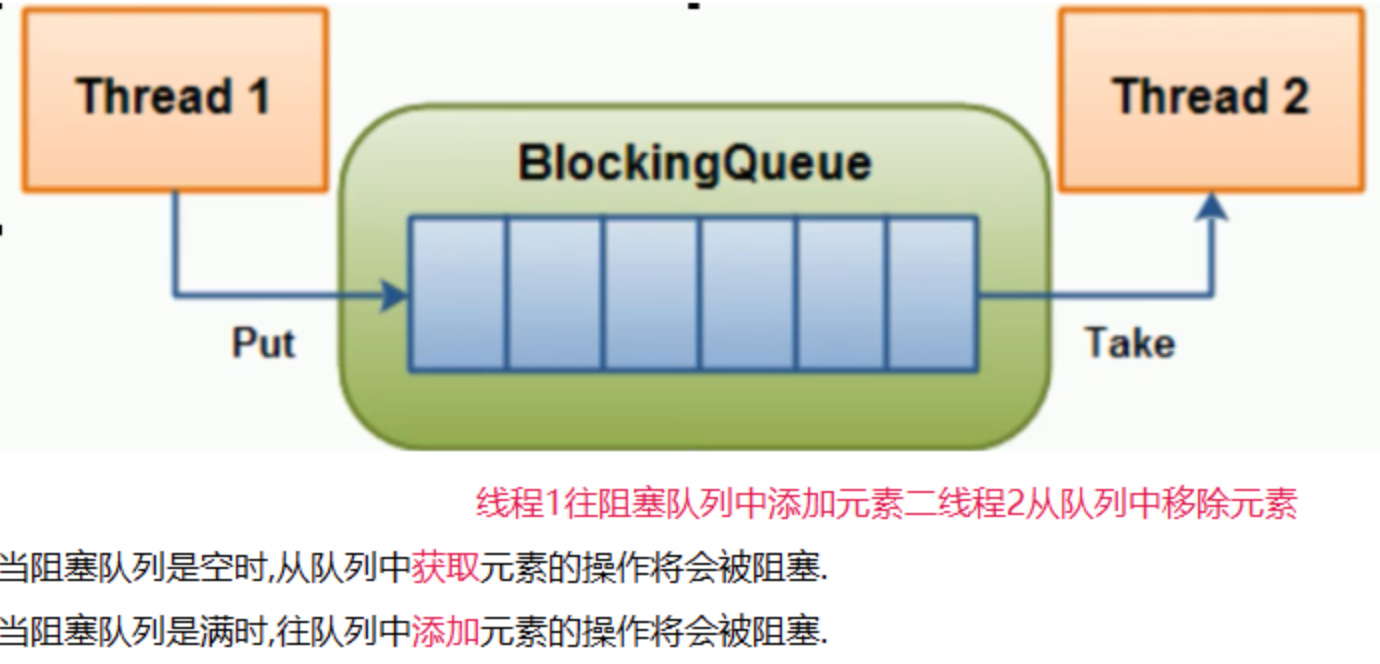 Thread 1
Thread 2
BlockingQueue
Put
Take
线程1往阻塞队列中添加元素二线程2从队列中移除元素
当阻塞队列是空时,从队列中获取元素的操作将会被阻塞.
当阻塞队列是满时,往队列中添加元素的操作将会被阻塞.